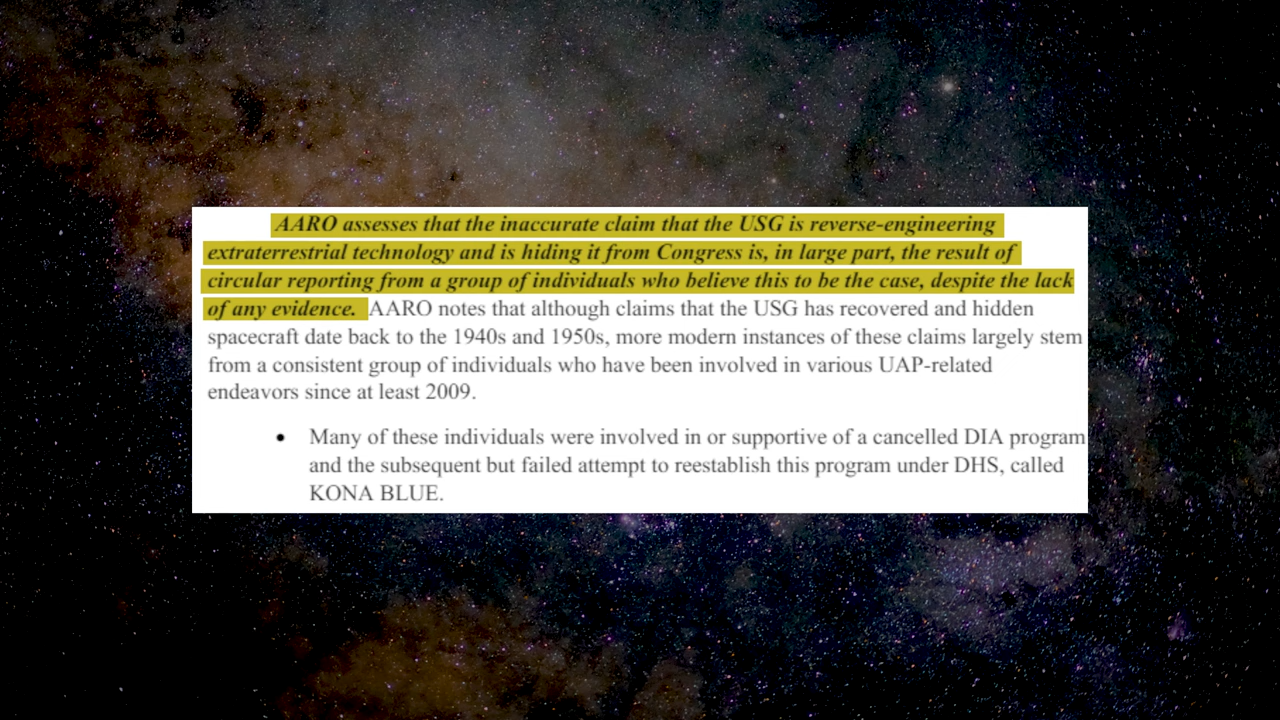 AARO assesses that the inaccurate claim that the USG is reverse-engineering
extraterrestrial technology and is hiding it from Congress is, in large part, the result of
circular reporting from a group of individuals who believe this to be the case, despite the lack
of any evidence. AARO notes that although claims that the USG has recovered and hidden
spacecraft date back to the 1940s and 1950s, more modern instances of these claims largely stem
from a consistent group of individuals who have been involved in various UAP-related
endeavors since at least 2009.
• Many of these individuals were involved in or supportive of a cancelled DIA program
and the subsequent but failed attempt to reestablish this program under DHS, called
KONA BLUE.